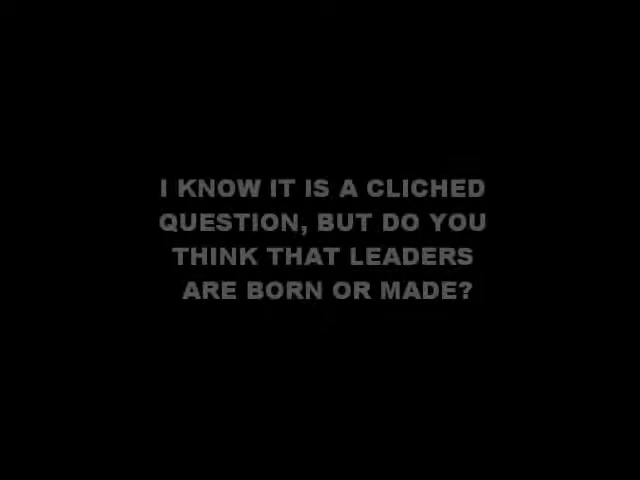 I KNOW IT IS A CLICHED
QUESTION, BUT DO YOU
THINK THAT LEADERS
ARE BORN OR MADE?